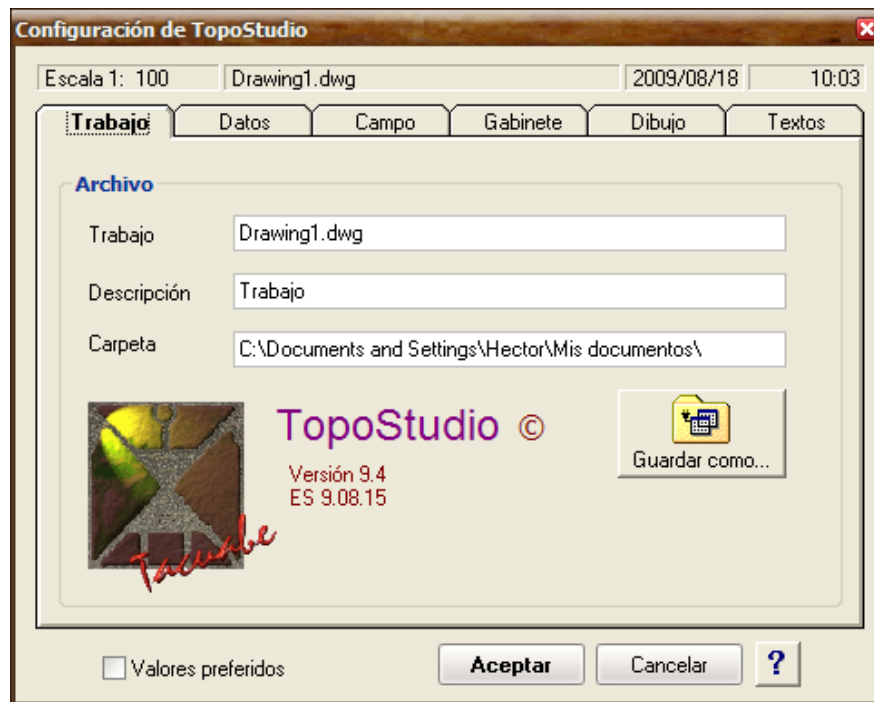 Configuración de TopoStudio
Escala 1: 100 Drawing1.dwg 2009/08/18 10:03
Trabajo Datos Campo Gabinete Dibujo Textos
Archivo
Trabajo Drawing1.dwg
Descripción Trabajo
Carpeta C:\Documents and Settings\Hector\Mis documentos\
TopoStudio ©
Guardar como...
Versión 9.4
ES 9.08.15
Tacuabe
Valores preferidos Aceptar Cancelar ?